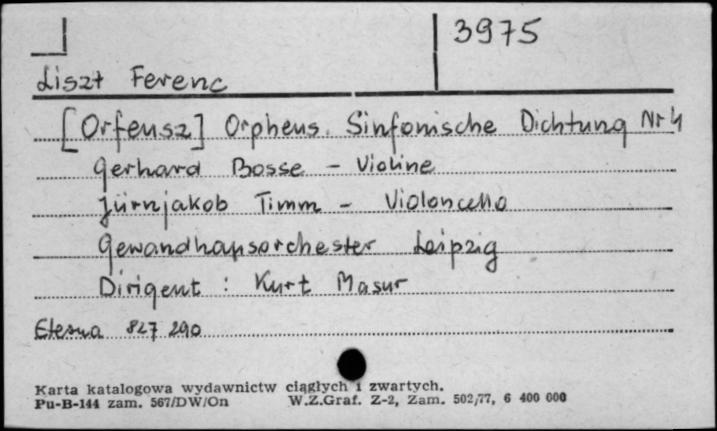 3975
Liszt Ferenc
[Orfeusz] Orpheus. Sinfonische Dichtung Nr 4
Gerhard Bosse - Violine
Jürnjakob Timm - Violoncello
Gewandhausorchester Leipzig
Dirigent : Kurt Masur
Eterna 827 290
Karta katalogowa wydawnictw ciągłych i zwartych.
Pu-B-144 zam. 567/DW/On W.Z.Graf. Z-2, Zam. 502/77, 6 400 000